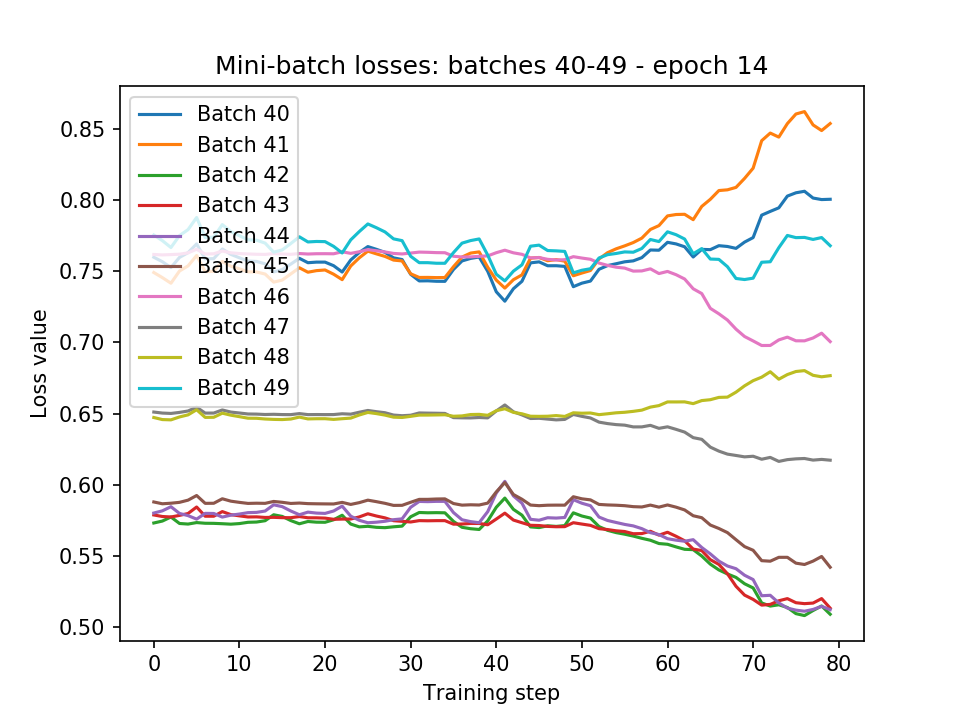 Mini-batch losses: batches 40-49 - epoch 14
Batch 40
Batch 41
Batch 42
Batch 43
Batch 44
Batch 45
Batch 46
Batch 47
Batch 48
Batch 49
0.85
0.80
0.75
0.70
0.65
0.60
0.55
0.50
Loss value
0 10 20 30 40 50 60 70 80
Training step